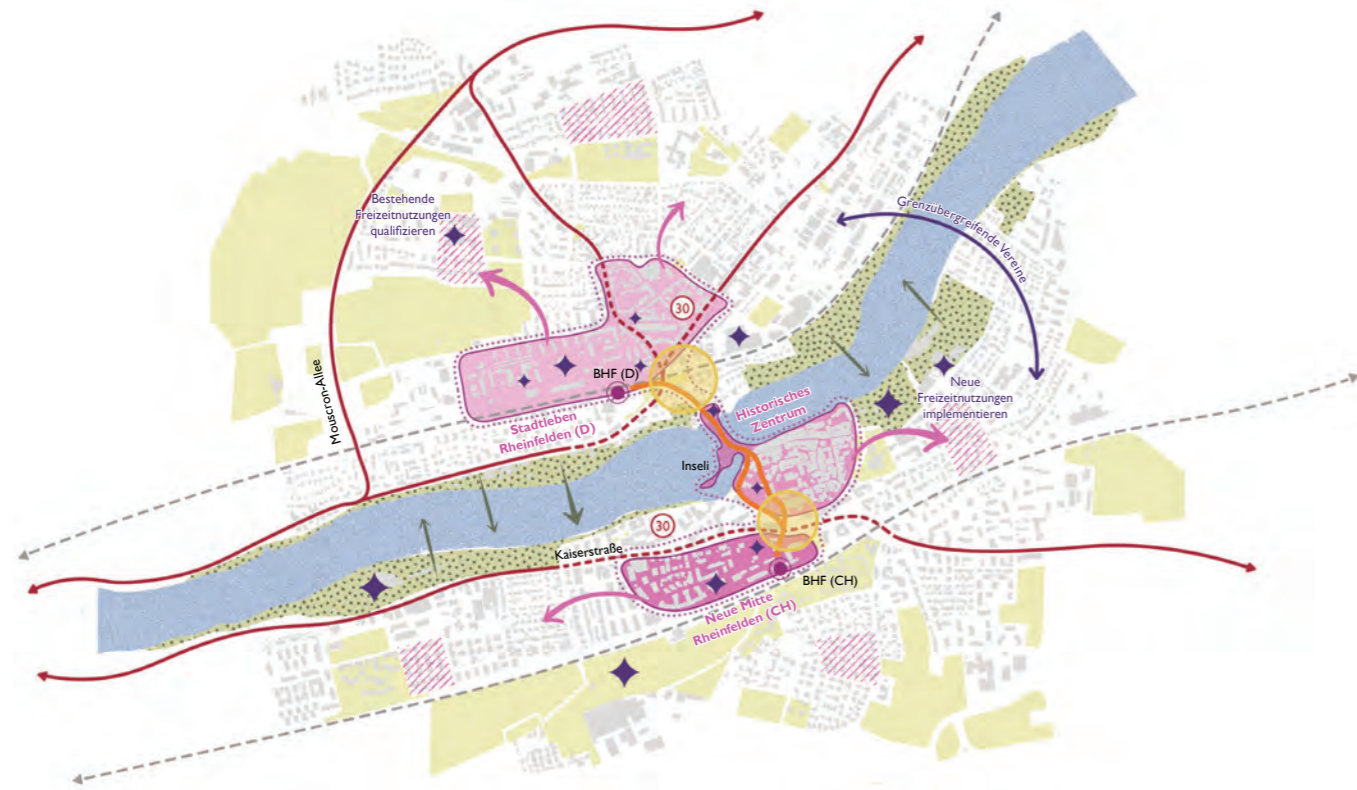 Bestehende
Freizeitnutzungen
qualifizieren
Grenzubergreifende Vereine
30
Mouscron-Allee
BHF (D)
Stadtleben
Rheinfelden (D)
Historisches
Zentrum
Neue
Freizeitnutzungen
implementieren
Inseli
30
Kaiserstraße
BHF (CH)
Neue Mitte
Rheinfelden (CH)